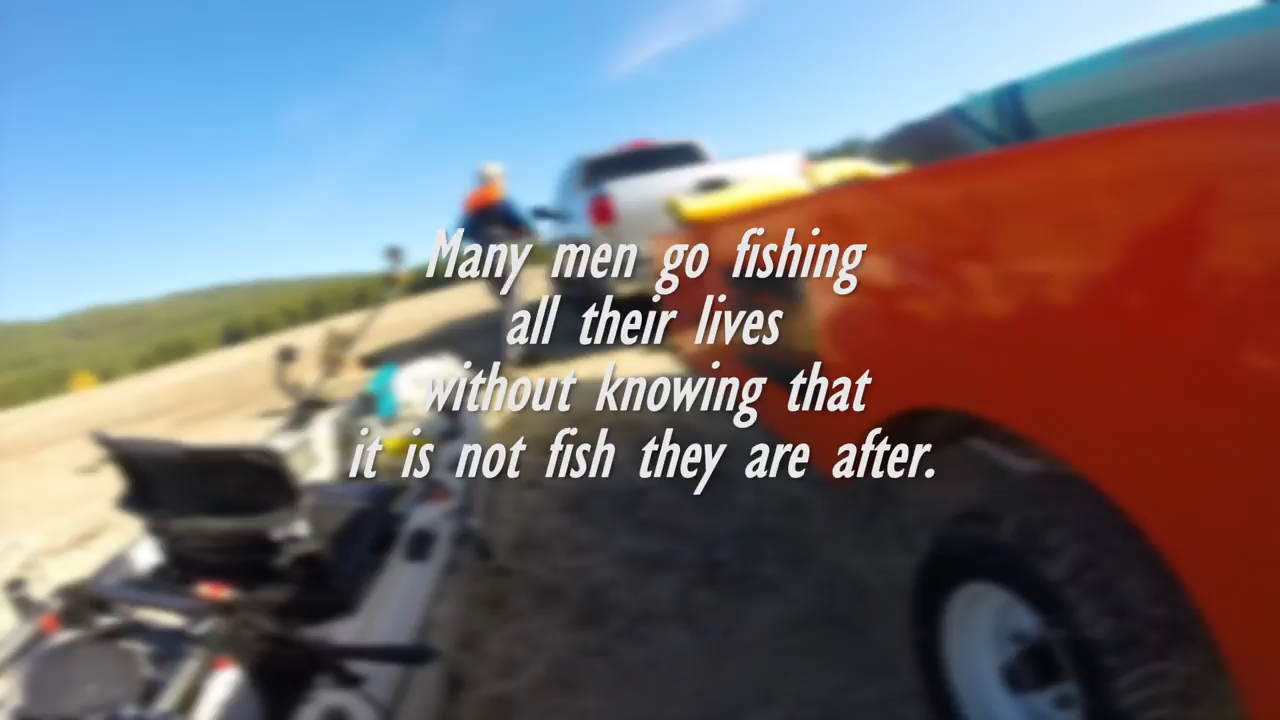 Many men go fishing
all their lives
without knowing that
it is not fish they are after.